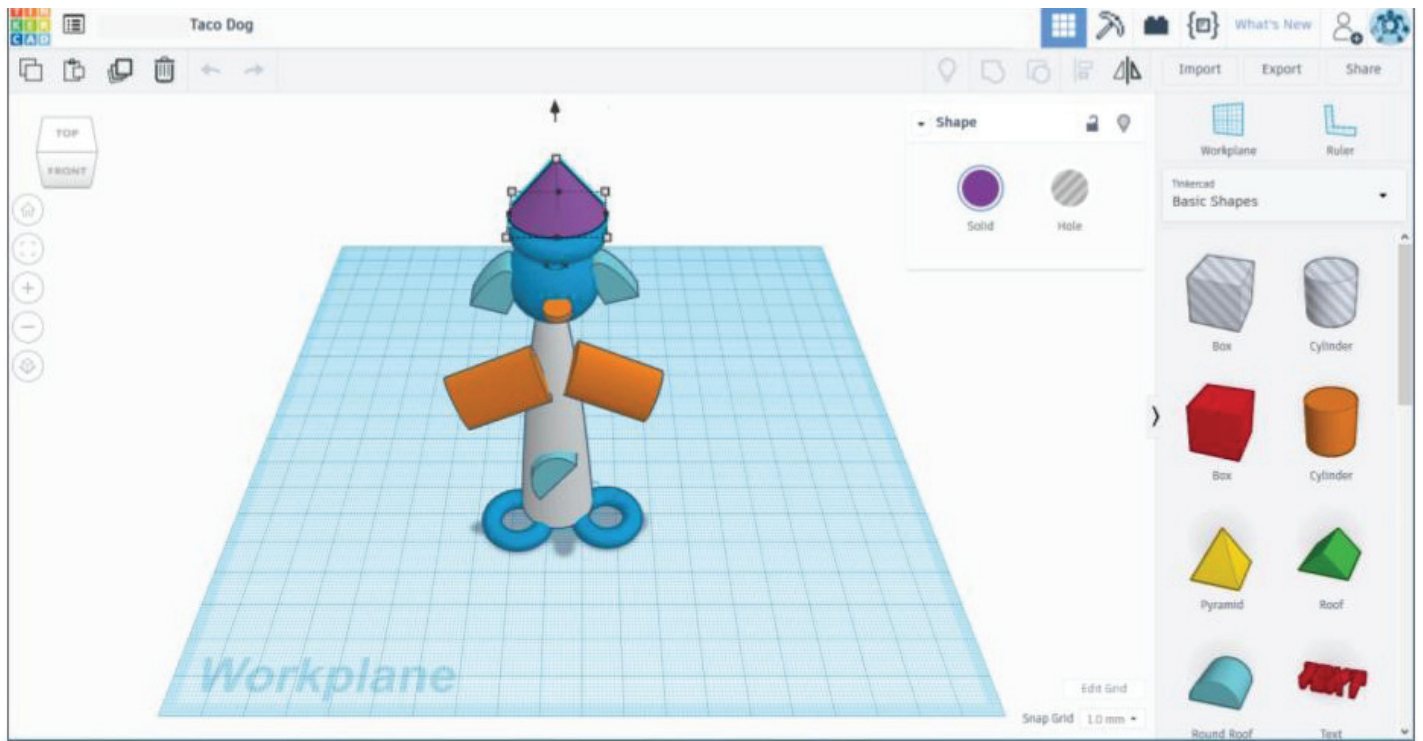 TIN
KER
CAD
Taco Dog
What's New
Import
Export
Share
TOP
FRONT
Shape
Solid
Hole
Workplane
Ruler
Tinkercad
Basic Shapes
Box
Cylinder
Box
Cylinder
Pyramid
Roof
Round Roof
TEXT
Text
Workplane
Edit Grid
Snap Grid
1.0 mm